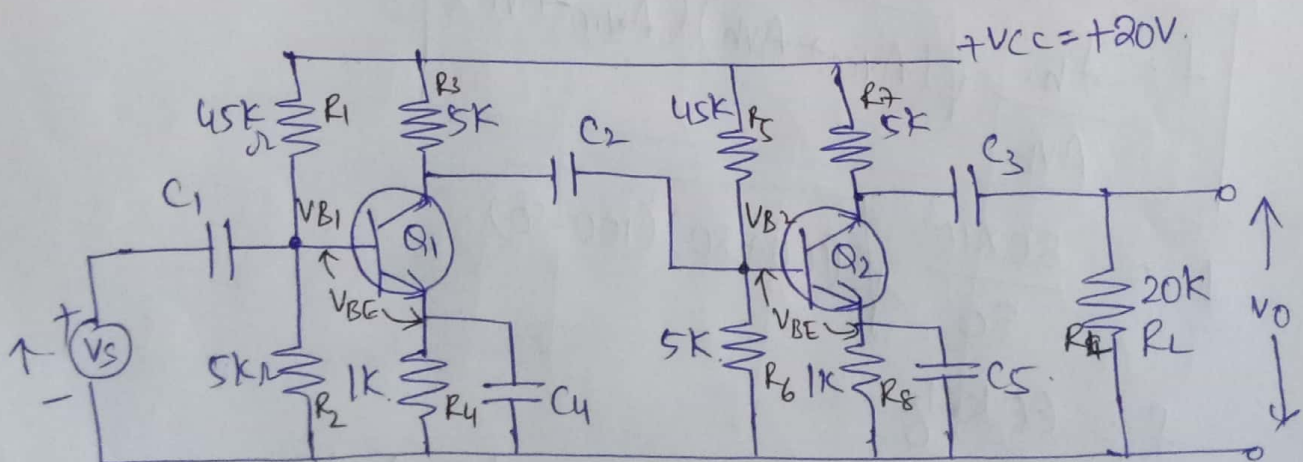 +VCC = +20V.
45K Ω R1
R3 5K
C2
45K R5
R7 5K
C3
C1
VB1
Q1
VB2
Q2
VBE
VBE
+ VS -
5KΩ R2
1K R4
C4
5K R6
1K R8
C5
20K RL
VO